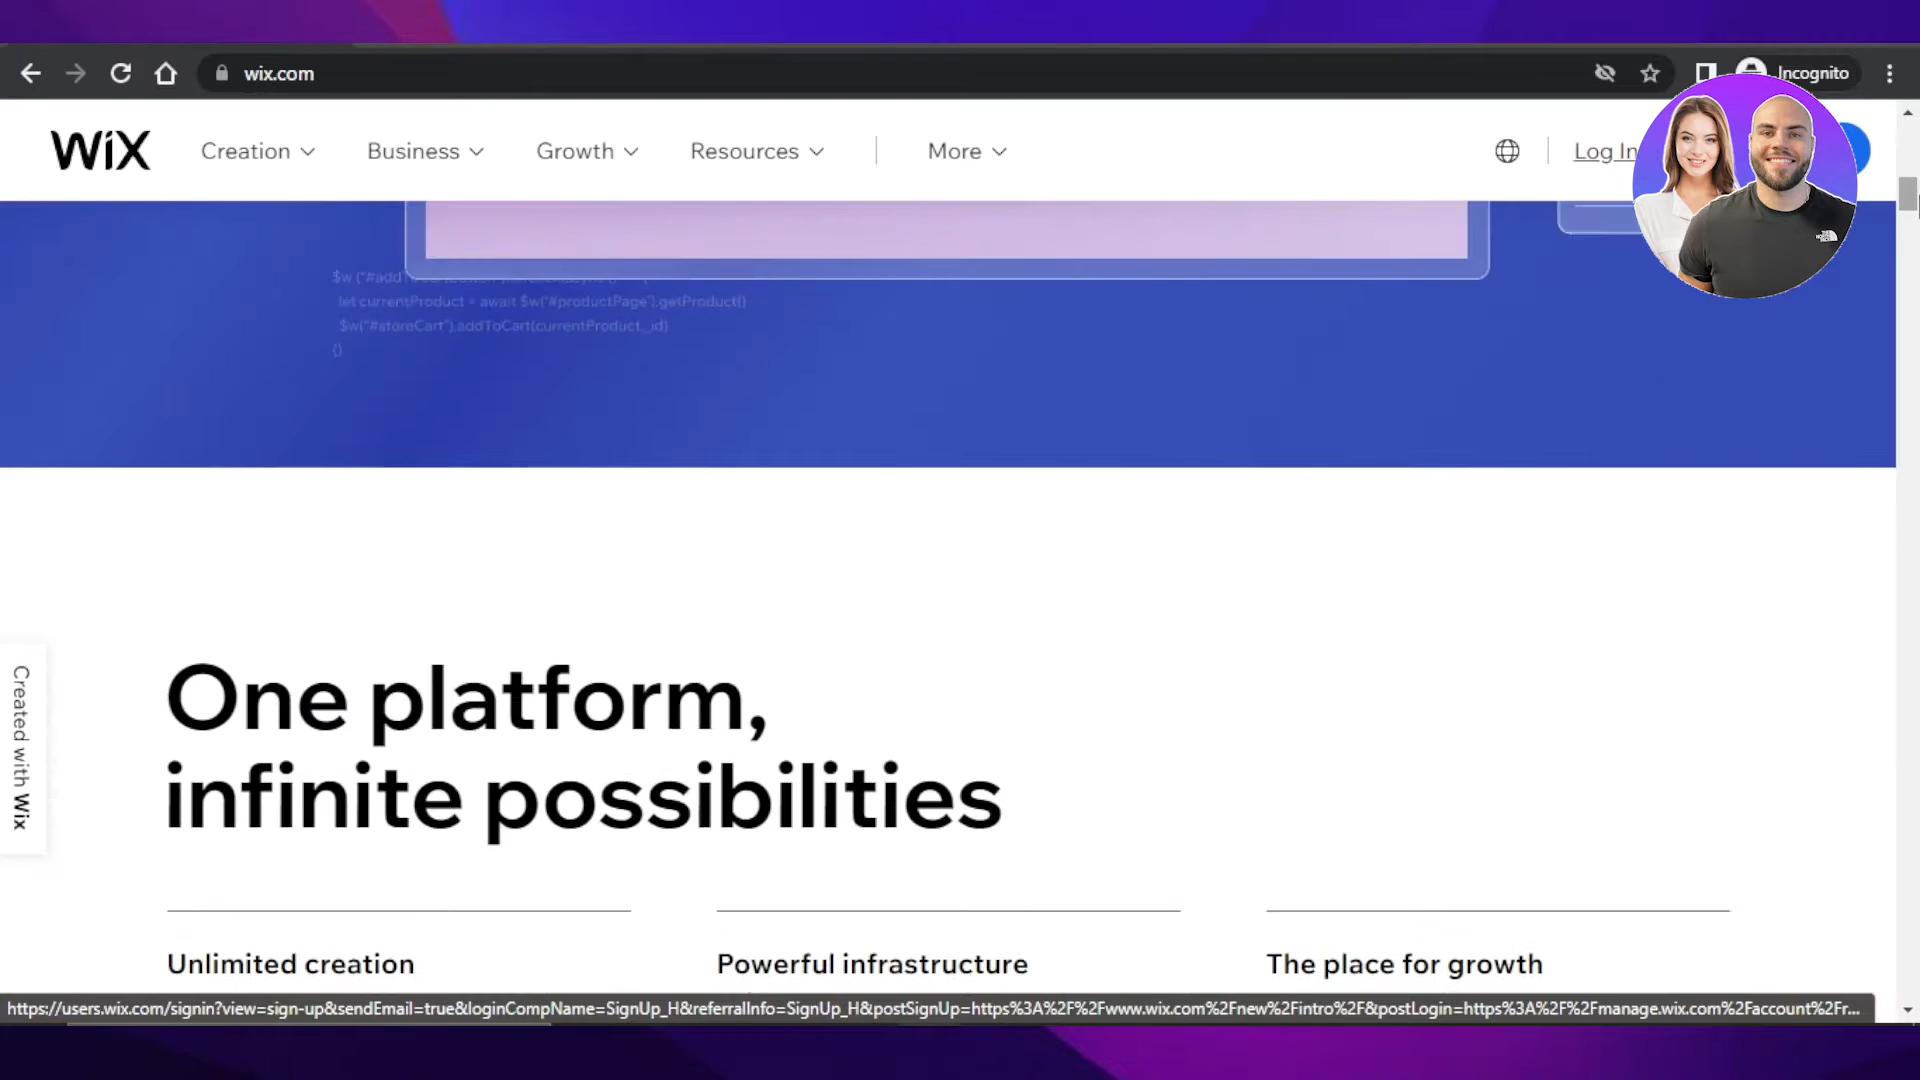 wix.com
Incognito
WiX
Creation
Business
Growth
Resources
More
Log In
let currentProduct = await $w("#productPage").getProduct()
$w("#storeCart").addToCart(currentProduct._id)
{)
One platform,
infinite possibilities
Created with Wix
Unlimited creation
Powerful infrastructure
The place for growth
https://users.wix.com/signin?view=sign-up&sendEmail=true&loginCompName=SignUp_H&referralInfo=SignUp_H&postSignUp=https%3A%2F%2Fwww.wix.com%2Fnew%2Fintro%2F&postLogin=https%3A%2F%2Fmanage.wix.com%2Faccount%2Fr...